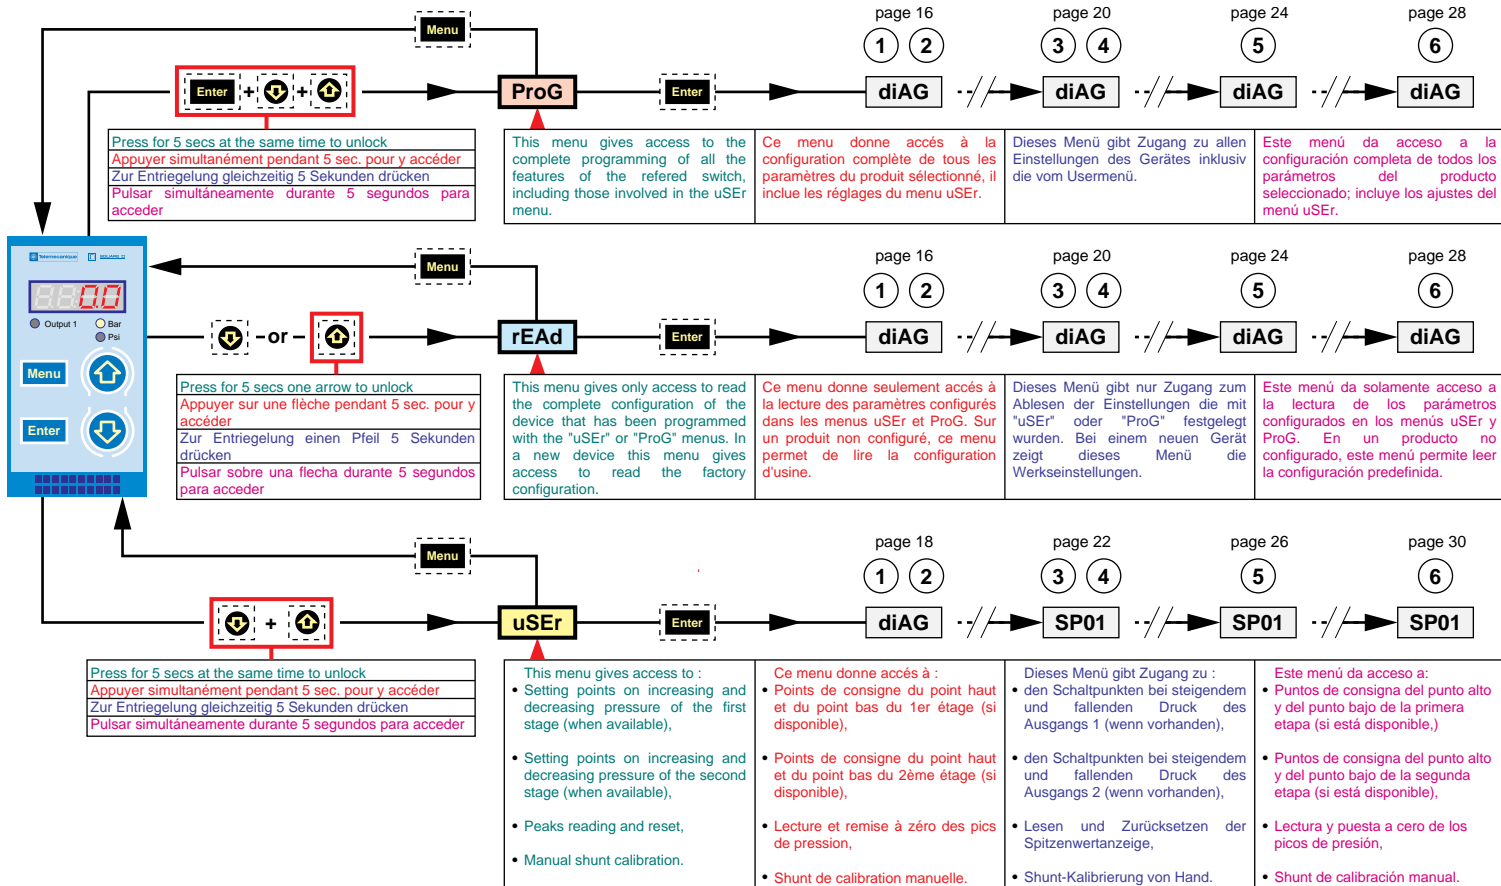 page 16
page 20
page 24
page 28
Menu
1 2
3 4
5
6
Enter + +
ProG
Enter
diAG
diAG
diAG
diAG
Press for 5 secs at the same time to unlock
Appuyer simultanément pendant 5 sec. pour y accéder
Zur Entriegelung gleichzeitig 5 Sekunden drücken
Pulsar simultáneamente durante 5 segundos para
acceder
This menu gives access to the
complete programming of all the
features of the refered switch,
including those involved in the uSEr
menu.
Ce menu donne accés à la
configuration complète de tous les
paramètres du produit sélectionné, il
inclue les réglages du menu uSEr.
Dieses Menü gibt Zugang zu allen
Einstellungen des Gerätes inklusiv
die vom Usermenü.
Este menú da acceso a la
configuración completa de todos los
parámetros del producto
seleccionado; incluye los ajustes del
menú uSEr.
Telemecanique
SQUARE D
0.0
Output 1
Bar
Psi
Menu
Enter
page 16
page 20
page 24
page 28
Menu
1 2
3 4
5
6
or
rEAd
Enter
diAG
diAG
diAG
diAG
Press for 5 secs one arrow to unlock
Appuyer sur une flèche pendant 5 sec. pour y
accéder
Zur Entriegelung einen Pfeil 5 Sekunden
drücken
Pulsar sobre una flecha durante 5 segundos
para acceder
This menu gives only access to read
the complete configuration of the
device that has been programmed
with the "uSEr" or "ProG" menus. In
a new device this menu gives
access to read the factory
configuration.
Ce menu donne seulement accés à
la lecture des paramètres configurés
dans les menus uSEr et ProG. Sur
un produit non configuré, ce menu
permet de lire la configuration
d'usine.
Dieses Menü gibt nur Zugang zum
Ablesen der Einstellungen die mit
"uSEr" oder "ProG" festgelegt
wurden. Bei einem neuen Gerät
zeigt dieses Menü die
Werkseinstellungen.
Este menú da solamente acceso a
la lectura de los parámetros
configurados en los menús uSEr y
ProG. En un producto no
configurado, este menú permite leer
la configuración predefinida.
page 18
page 22
page 26
page 30
Menu
1 2
3 4
5
6
+
uSEr
Enter
diAG
SP01
SP01
SP01
Press for 5 secs at the same time to unlock
Appuyer simultanément pendant 5 sec. pour y accéder
Zur Entriegelung gleichzeitig 5 Sekunden drücken
Pulsar simultáneamente durante 5 segundos para acceder
This menu gives access to :
• Setting points on increasing and
decreasing pressure of the first
stage (when available),
• Setting points on increasing and
decreasing pressure of the second
stage (when available),
• Peaks reading and reset,
• Manual shunt calibration.
Ce menu donne accés à :
• Points de consigne du point haut
et du point bas du 1er étage (si
disponible),
• Points de consigne du point haut
et du point bas du 2ème étage (si
disponible),
• Lecture et remise à zéro des pics
de pression,
• Shunt de calibration manuelle.
Dieses Menü gibt Zugang zu :
• den Schaltpunkten bei steigendem
und fallenden Druck des
Ausgangs 1 (wenn vorhanden),
• den Schaltpunkten bei steigendem
und fallenden Druck des
Ausgangs 2 (wenn vorhanden),
• Lesen und Zurücksetzen der
Spitzenwertanzeige,
• Shunt-Kalibrierung von Hand.
Este menú da acceso a:
• Puntos de consigna del punto alto
y del punto bajo de la primera
etapa (si está disponible,)
• Puntos de consigna del punto alto
y del punto bajo de la segunda
etapa (si está disponible),
• Lectura y puesta a cero de los
picos de presión,
• Shunt de calibración manual.